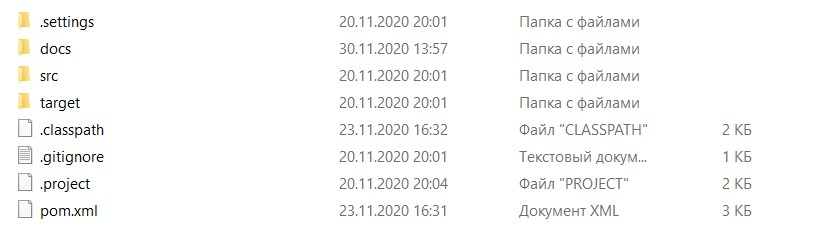 .settings 20.11.2020 20:01 Папка с файлами
docs 30.11.2020 13:57 Папка с файлами
src 20.11.2020 20:01 Папка с файлами
target 20.11.2020 20:01 Папка с файлами
.classpath 23.11.2020 16:32 Файл "CLASSPATH" 2 КБ
.gitignore 20.11.2020 20:01 Текстовый докум... 1 КБ
.project 20.11.2020 20:04 Файл "PROJECT" 2 КБ
pom.xml 23.11.2020 16:31 Документ XML 3 КБ